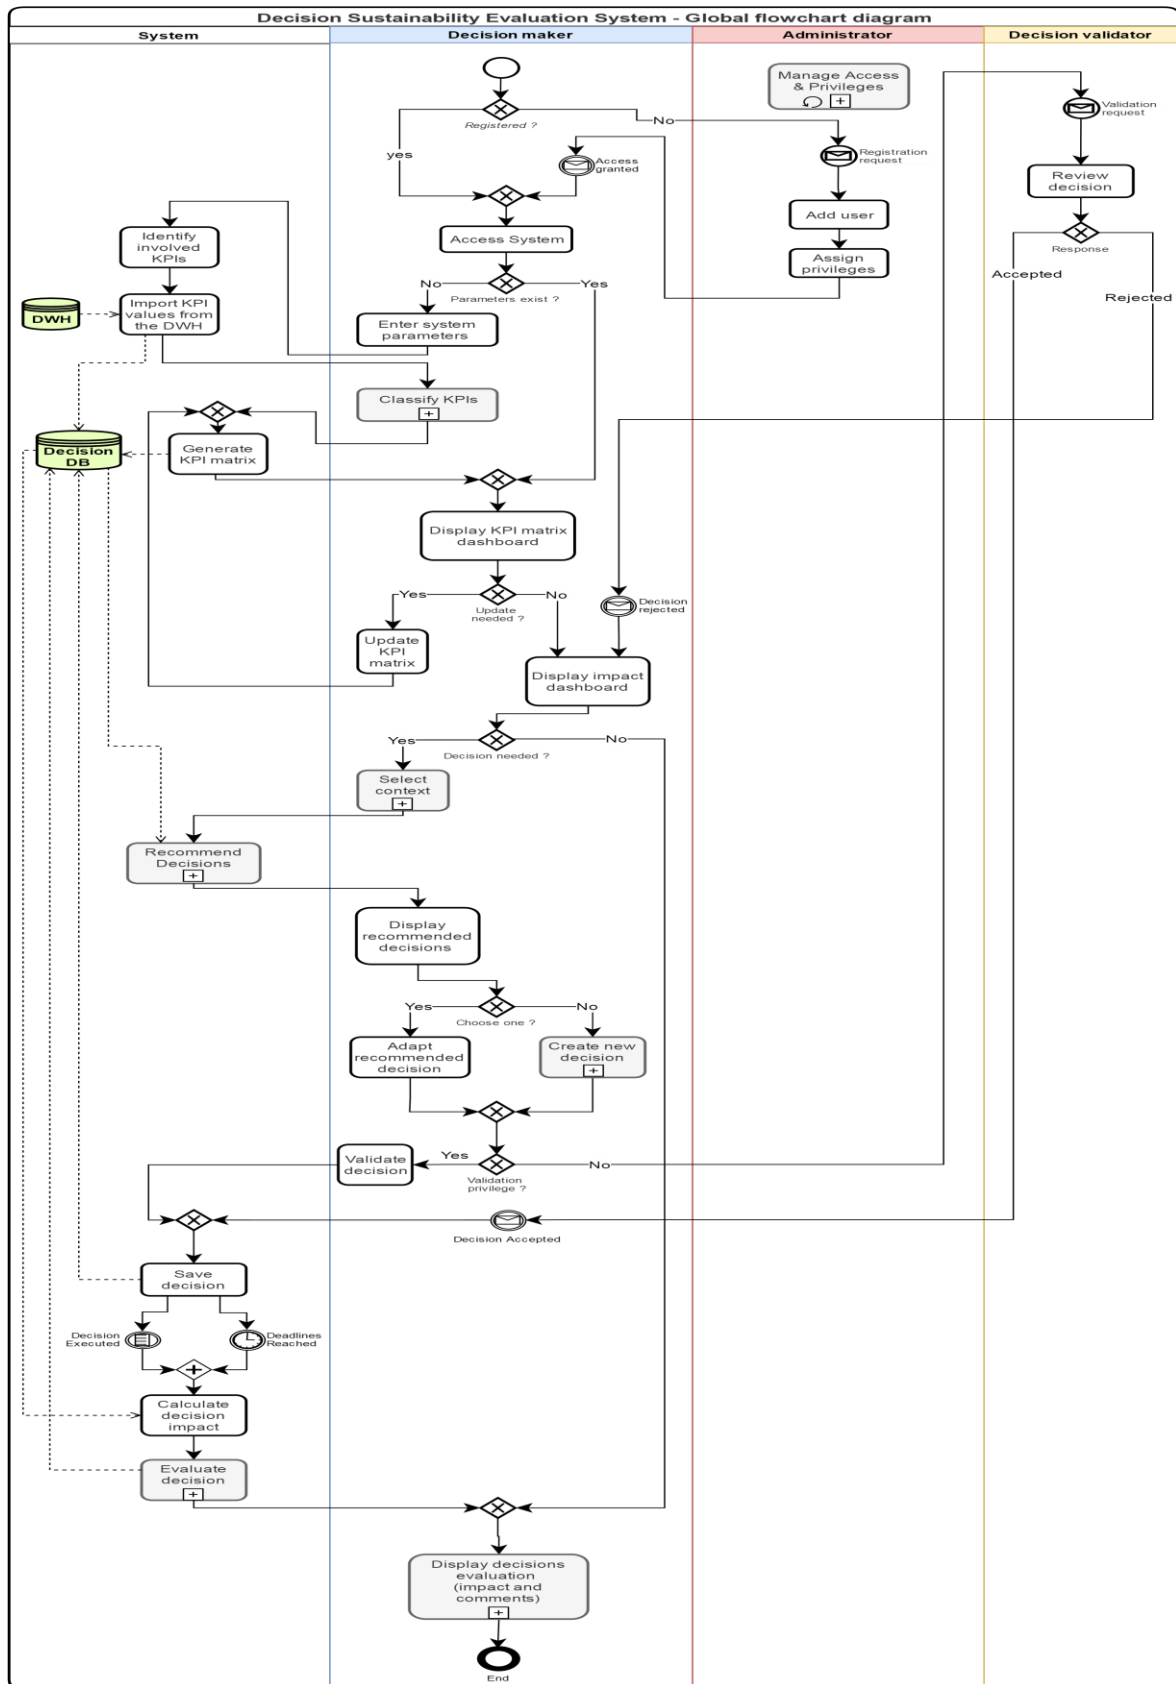 Decision Sustainability Evaluation System - Global flowchart diagram
System
Decision maker
Administrator
Decision validator
Manage Access
& Privileges
Registered ?
No
yes
Access
granted
Registration
request
Validation
request
Review
decision
Add user
Assign
privileges
Response
Accepted
Rejected
Identify
involved
KPIs
Access System
No
Parameters exist ?
Yes
DWH
Import KPI
values from
the DWH
Enter system
parameters
Classify KPIs
Decision
DB
Generate
KPI matrix
Display KPI matrix
dashboard
Yes
Update
needed ?
No
Decision
rejected
Update
KPI
matrix
Display impact
dashboard
Yes
Decision needed ?
No
Select
context
Recommend
Decisions
Display
recommended
decisions
Yes
Choose one ?
No
Adapt
recommended
decision
Create new
decision
Validate
decision
Yes
Validation
privilege ?
No
Decision Accepted
Save
decision
Decision
Executed
Deadlines
Reached
Calculate
decision
impact
Evaluate
decision
Display decisions
evaluation
(impact and
comments)
End